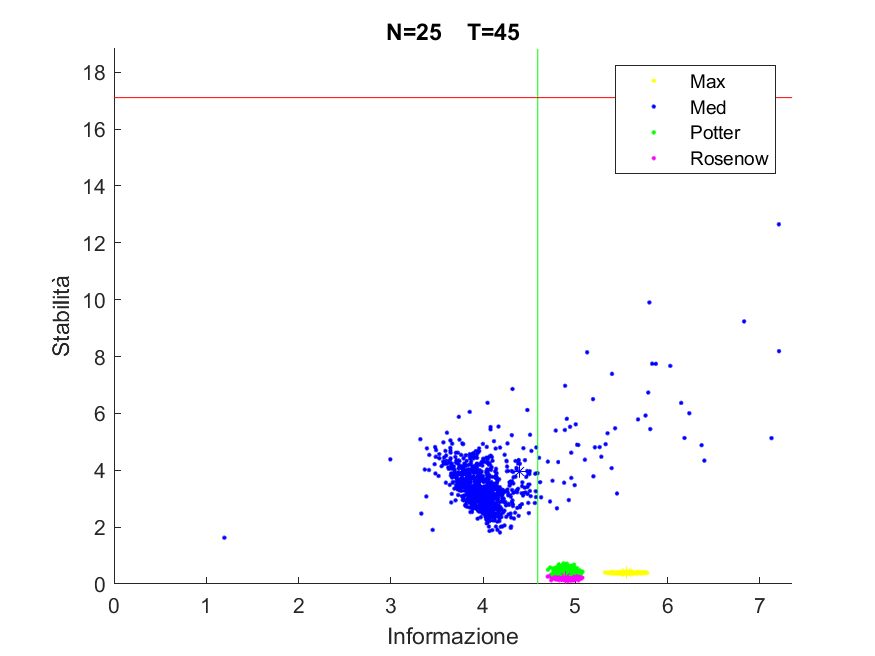 N=25 T=45
Max
Med
Potter
Rosenow
18
16
14
12
10
8
6
4
2
0
Stabilità
0 1 2 3 4 5 6 7
Informazione